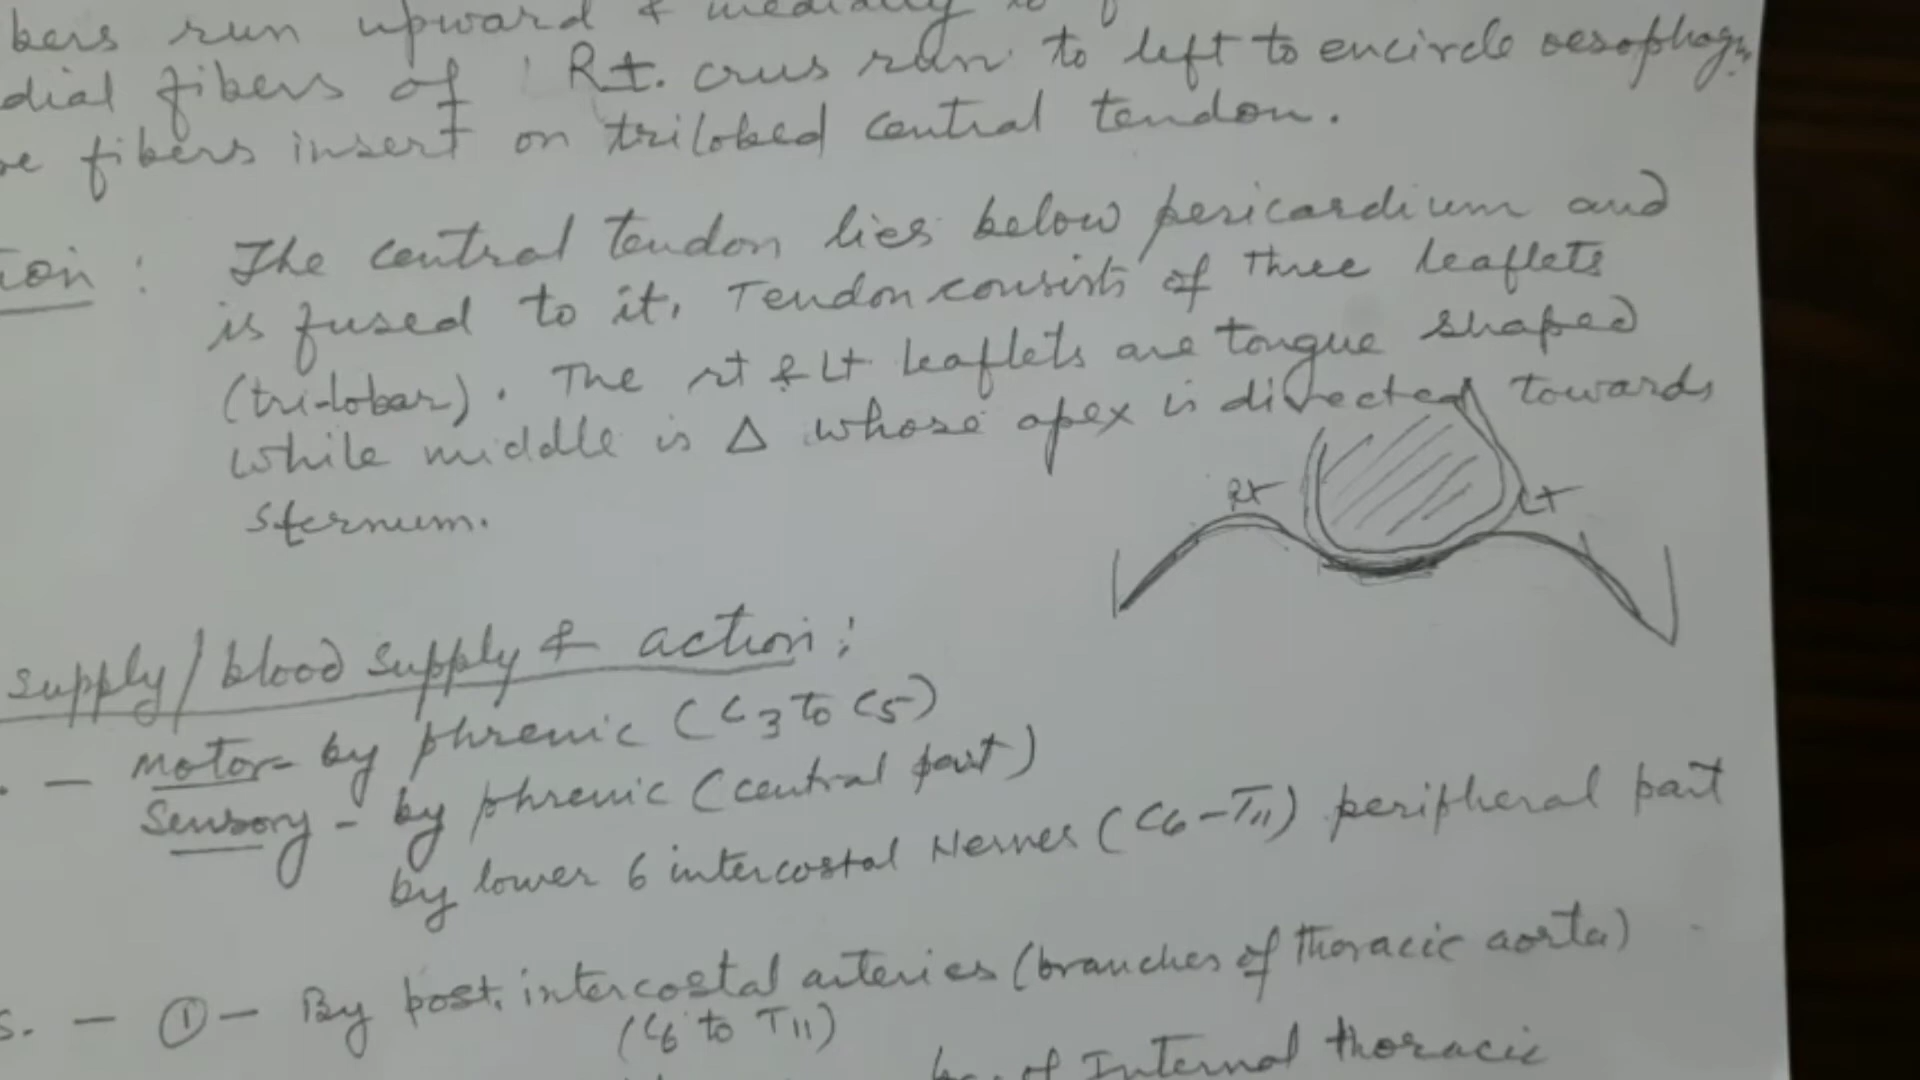 bers run upward & medially to
dial fibers of Rt. crus run to left to encircle oesophagu
fibers insert on trilobed central tendon.
ion : The central tendon lies below pericardium and
is fused to it. Tendon consists of three leaflets
(tri-lobar). The rt & Lt leaflets are tongue shaped
while middle is Δ whose apex is directed towards
sternum.
Rt
Lt
supply/blood supply & action:
. — Motor- by phrenic (C3 to C5)
Sensory - by phrenic (central part)
by lower 6 intercostal Nerves (C6-T11) peripheral part
s. — ① — By post. intercostal arteries (branches of thoracic aorta)
(C6 to T11)
of Internal thoracic